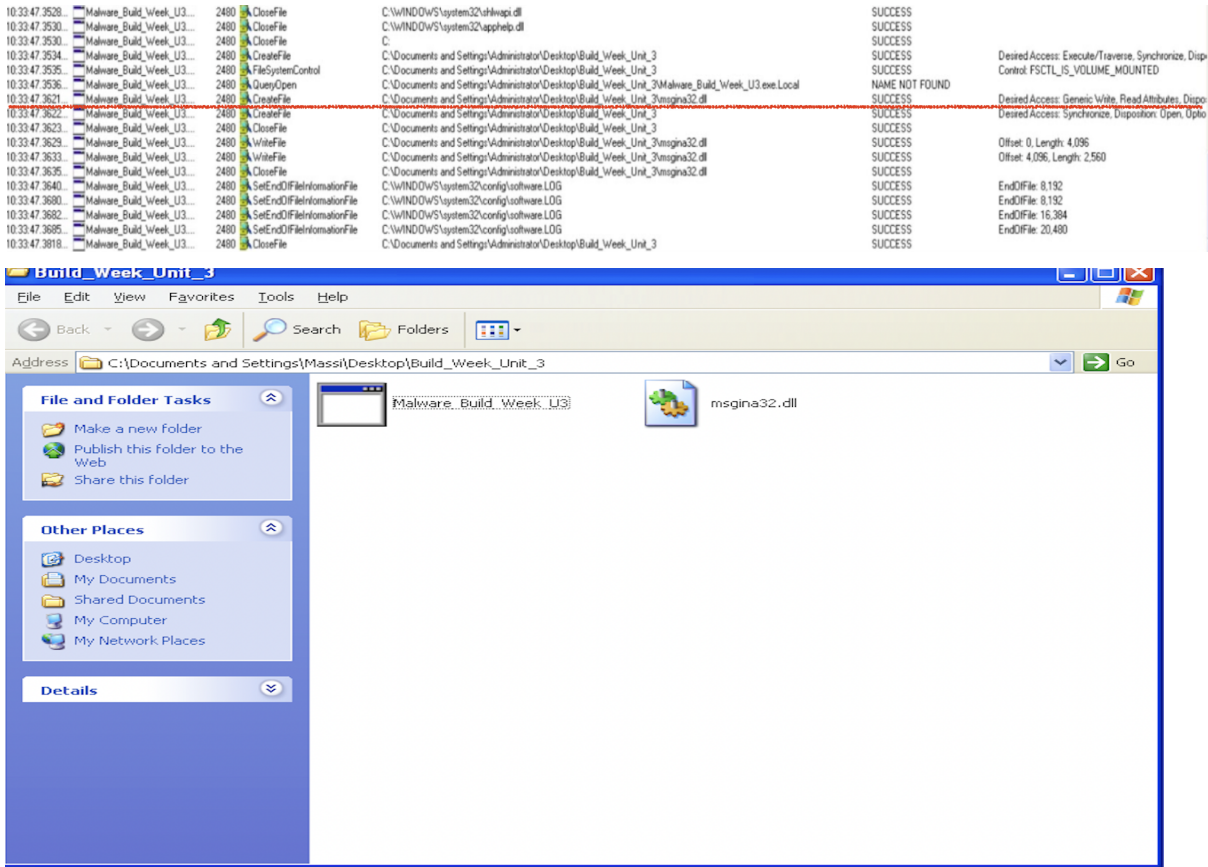 10:33:47.3528... Malware_Build_Week_U3.... 2480 CloseFile C:\WINDOWS\system32\shlwapi.dll SUCCESS
10:33:47.3530... Malware_Build_Week_U3.... 2480 CloseFile C:\WINDOWS\system32\apphelp.dll SUCCESS
10:33:47.3530... Malware_Build_Week_U3.... 2480 CloseFile C: SUCCESS
10:33:47.3534... Malware_Build_Week_U3.... 2480 CreateFile C:\Documents and Settings\Administrator\Desktop\Build_Week_Unit_3 SUCCESS Desired Access: Execute/Traverse, Synchronize, Disp
10:33:47.3535... Malware_Build_Week_U3.... 2480 FileSystemControl C:\Documents and Settings\Administrator\Desktop\Build_Week_Unit_3 SUCCESS Control: FSCTL_IS_VOLUME_MOUNTED
10:33:47.3536... Malware_Build_Week_U3.... 2480 QueryOpen C:\Documents and Settings\Administrator\Desktop\Build_Week_Unit_3\Malware_Build_Week_U3.exe.Local NAME NOT FOUND
10:33:47.3621... Malware_Build_Week_U3.... 2480 CreateFile C:\Documents and Settings\Administrator\Desktop\Build_Week_Unit_3\msgina32.dll SUCCESS Desired Access: Generic Write, Read Attributes, Dispo
10:33:47.3622... Malware_Build_Week_U3.... 2480 CreateFile C:\Documents and Settings\Administrator\Desktop\Build_Week_Unit_3 SUCCESS Desired Access: Synchronize, Disposition: Open, Optio
10:33:47.3623... Malware_Build_Week_U3.... 2480 CloseFile C:\Documents and Settings\Administrator\Desktop\Build_Week_Unit_3 SUCCESS
10:33:47.3629... Malware_Build_Week_U3.... 2480 WriteFile C:\Documents and Settings\Administrator\Desktop\Build_Week_Unit_3\msgina32.dll SUCCESS Offset: 0, Length: 4,096
10:33:47.3633... Malware_Build_Week_U3.... 2480 WriteFile C:\Documents and Settings\Administrator\Desktop\Build_Week_Unit_3\msgina32.dll SUCCESS Offset: 4,096, Length: 2,560
10:33:47.3635... Malware_Build_Week_U3.... 2480 CloseFile C:\Documents and Settings\Administrator\Desktop\Build_Week_Unit_3\msgina32.dll SUCCESS
10:33:47.3640... Malware_Build_Week_U3.... 2480 SetEndOfFileInformationFile C:\WINDOWS\system32\config\software.LOG SUCCESS EndOfFile: 8,192
10:33:47.3680... Malware_Build_Week_U3.... 2480 SetEndOfFileInformationFile C:\WINDOWS\system32\config\software.LOG SUCCESS EndOfFile: 8,192
10:33:47.3682... Malware_Build_Week_U3.... 2480 SetEndOfFileInformationFile C:\WINDOWS\system32\config\software.LOG SUCCESS EndOfFile: 16,384
10:33:47.3685... Malware_Build_Week_U3.... 2480 SetEndOfFileInformationFile C:\WINDOWS\system32\config\software.LOG SUCCESS EndOfFile: 20,480
10:33:47.3818... Malware_Build_Week_U3.... 2480 CloseFile C:\Documents and Settings\Administrator\Desktop\Build_Week_Unit_3 SUCCESS
Build_Week_Unit_3
File Edit View Favorites Tools Help
Back Search Folders
Address C:\Documents and Settings\Massi\Desktop\Build_Week_Unit_3 Go
File and Folder Tasks
Make a new folder
Publish this folder to the
Web
Share this folder
Other Places
Desktop
My Documents
Shared Documents
My Computer
My Network Places
Details
Malware_Build_Week_U3
msgina32.dll